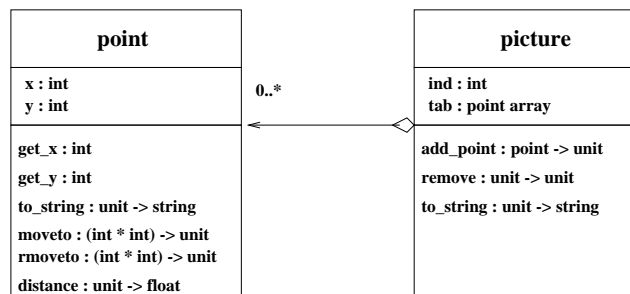 point
x : int
y : int
get_x : int
get_y : int
to_string : unit -> string
moveto : (int * int) -> unit
rmoveto : (int * int) -> unit
distance : unit -> float
0..*
picture
ind : int
tab : point array
add_point : point -> unit
remove : unit -> unit
to_string : unit -> string